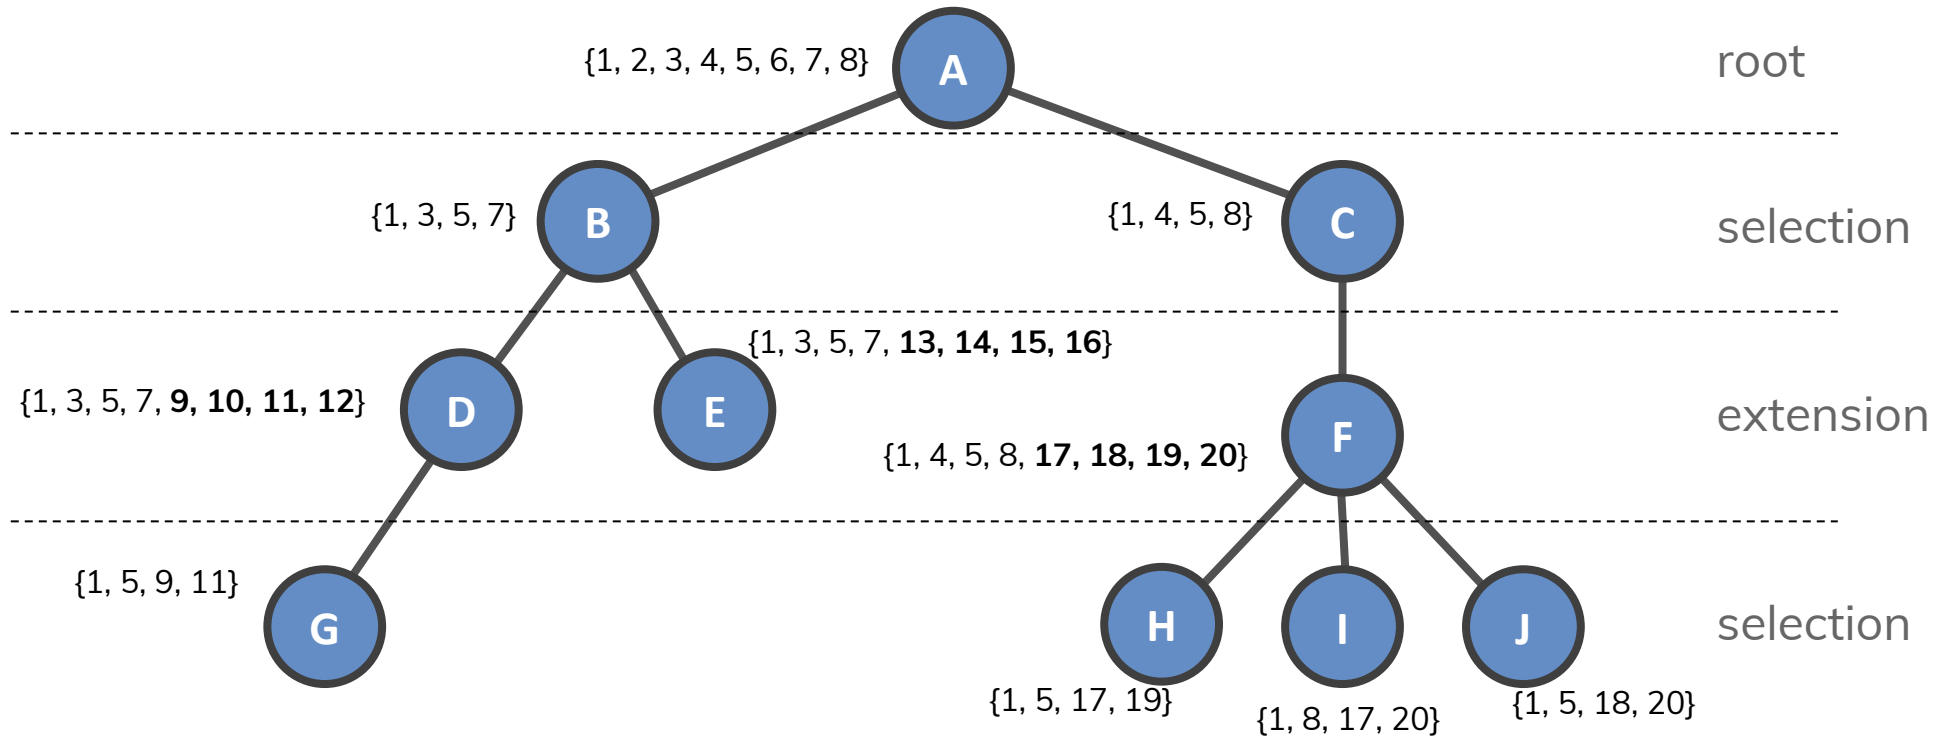 {1, 2, 3, 4, 5, 6, 7, 8}
A
root
{1, 3, 5, 7}
B
{1, 4, 5, 8}
C
selection
{1, 3, 5, 7, 13, 14, 15, 16}
{1, 3, 5, 7, 9, 10, 11, 12}
D
E
{1, 4, 5, 8, 17, 18, 19, 20}
F
extension
{1, 5, 9, 11}
G
H
I
J
selection
{1, 5, 17, 19}
{1, 8, 17, 20}
{1, 5, 18, 20}